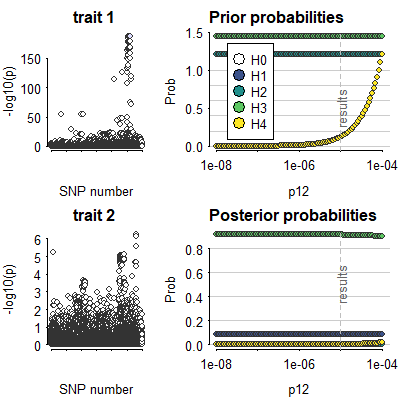 trait 1
-log10(p)
150
100
50
0
SNP number
Prior probabilities
Prob
1.5
1.0
0.5
0.0
H0
H1
H2
H3
H4
results
1e-08
1e-06
1e-04
p12
trait 2
-log10(p)
6
5
4
3
2
1
0
SNP number
Posterior probabilities
Prob
0.8
0.6
0.4
0.2
0.0
results
1e-08
1e-06
1e-04
p12